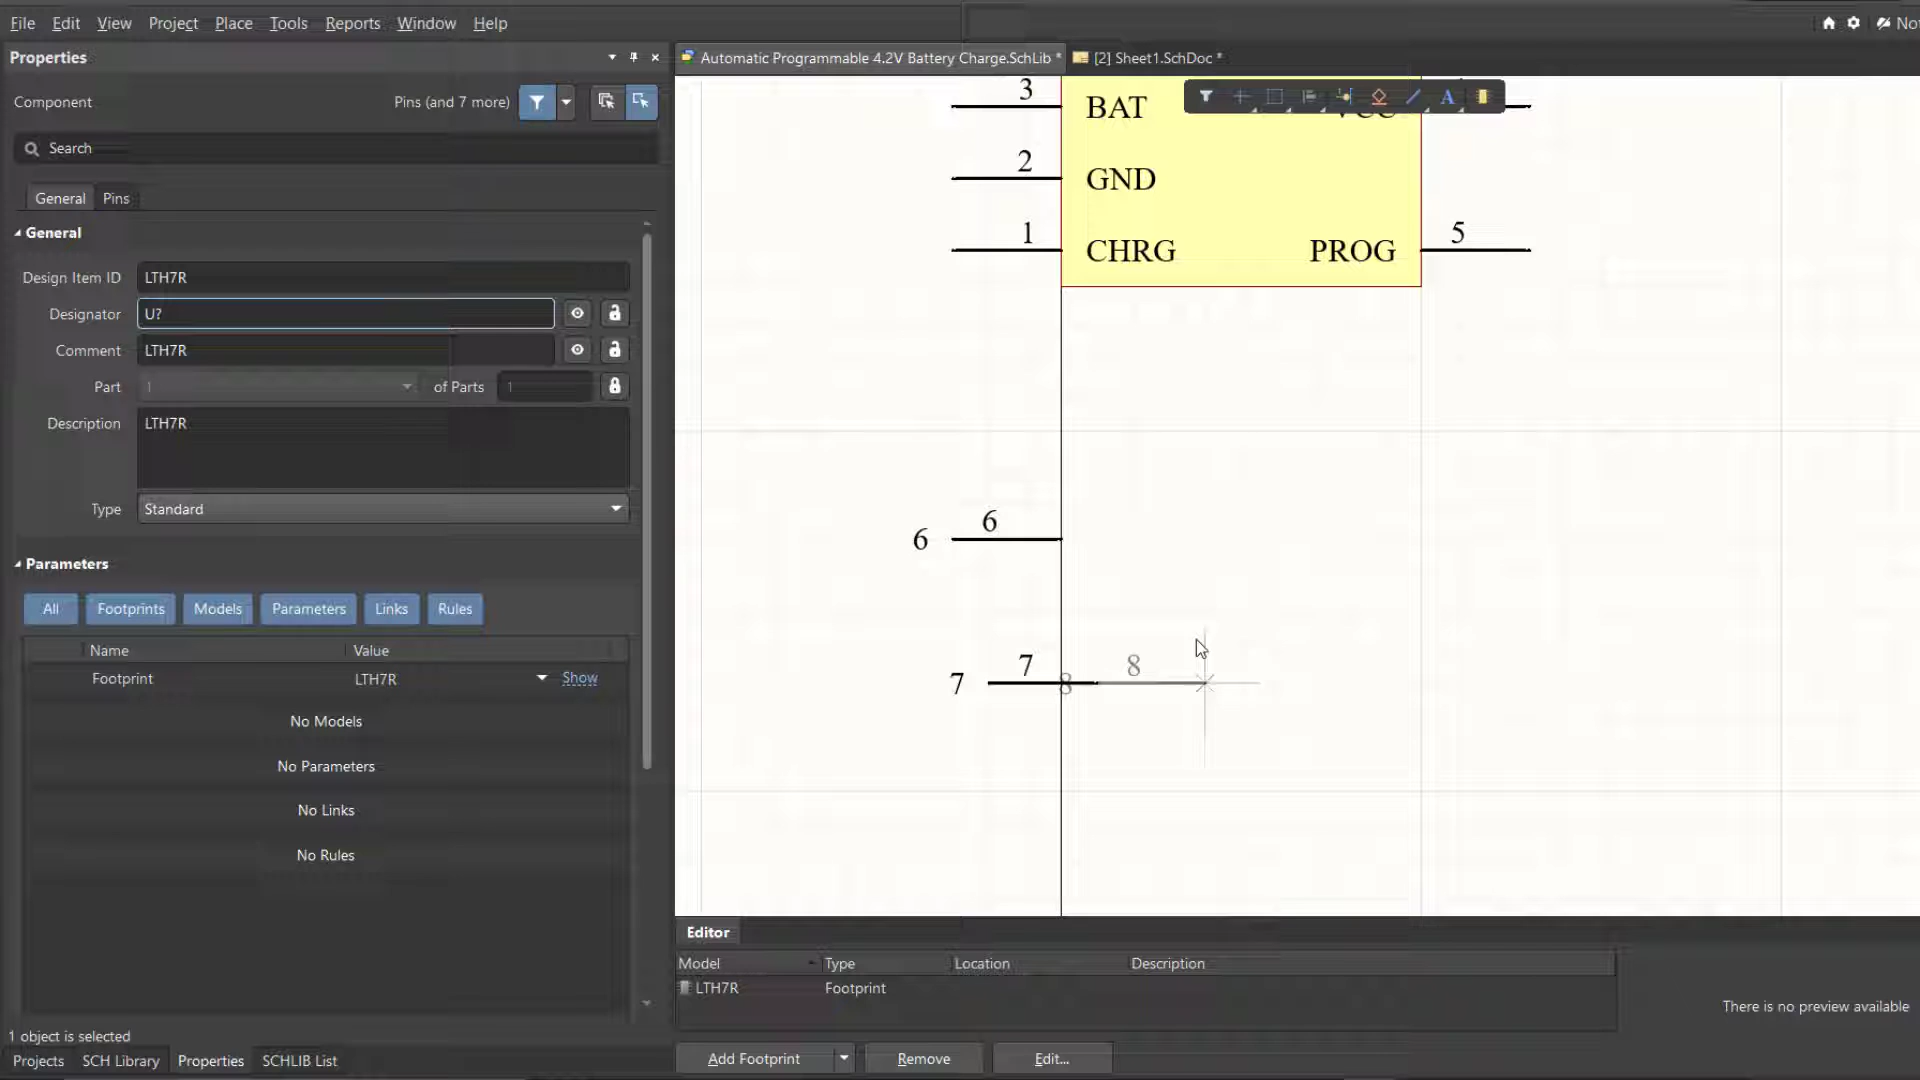 File Edit View Project Tools Reports Window Help
Properties
Component Pins (and 7 more)
Search
General Pins
General
Design Item ID LTH7R
Designator U?
Comment LTH7R
Part 1 of Parts 1
Description LTH7R
Type Standard
Parameters
All Footprints Models Parameters Links Rules
Name Value
Footprint LTH7R Show
No Models
No Parameters
No Links
No Rules
1 object is selected
Projects SCH Library Properties SCHLIB List
Automatic Programmable 4.2V Battery Charge.SchLib * [2] Sheet1.SchDoc *
3 BAT VCC
2 GND
1 CHRG PROG 5
6 6
7 7 8 8
Editor
Model Type Location Description
LTH7R Footprint
There is no preview available
Add Footprint Remove Edit...